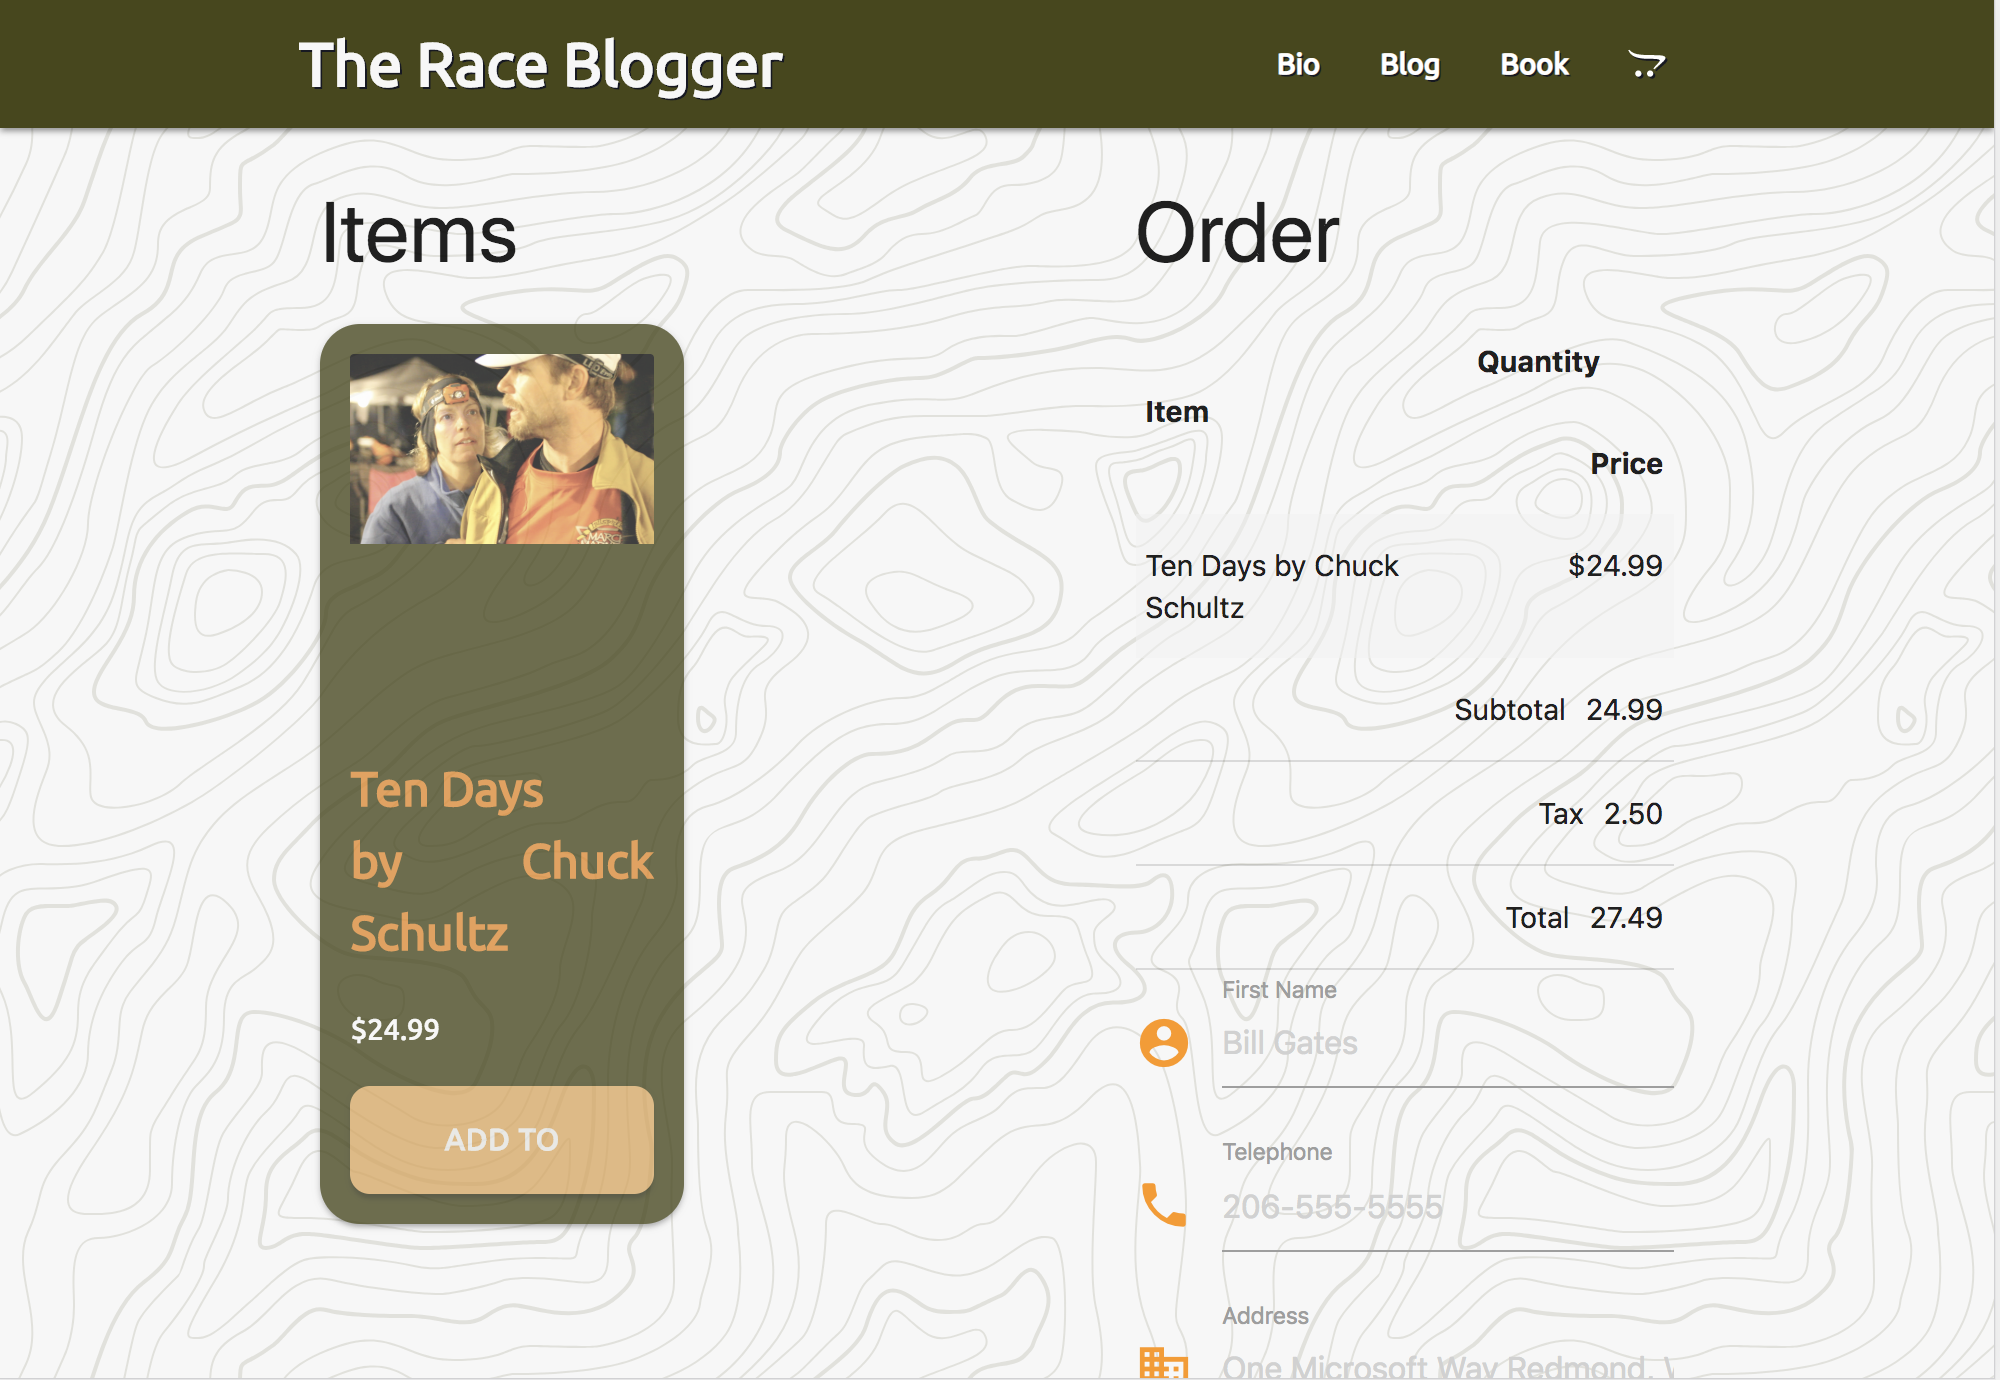 The Race Blogger
Bio Blog Book
Items
Ten Days
by Chuck
Schultz
$24.99
ADD TO
Order
Quantity
Item
Price
Ten Days by Chuck $24.99
Schultz
Subtotal 24.99
Tax 2.50
Total 27.49
First Name
Bill Gates
Telephone
206-555-5555
Address
One Microsoft Way Redmond,